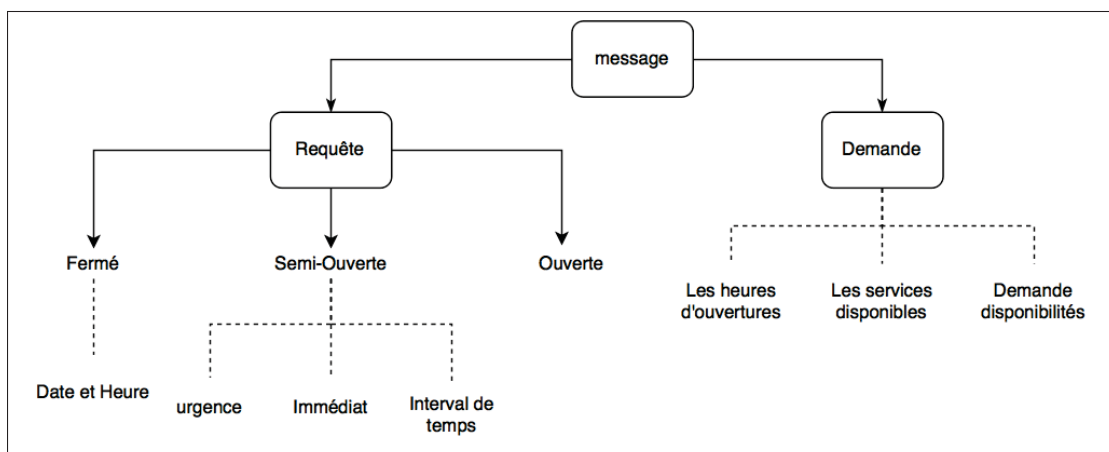 message
Requête
Demande
Fermé
Semi-Ouverte
Ouverte
Les heures
d'ouvertures
Les services
disponibles
Demande
disponibilités
Date et Heure
urgence
Immédiat
Interval de
temps